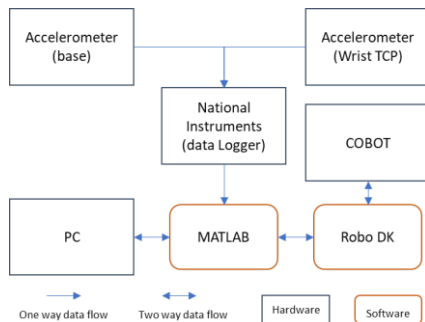 Accelerometer
(base)
Accelerometer
(Wrist TCP)
National
Instruments
(data Logger)
COBOT
PC
MATLAB
Robo DK
One way data flow
Two way data flow
Hardware
Software